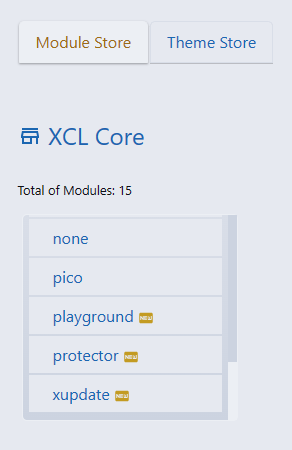 Module Store Theme Store
XCL Core
Total of Modules: 15
none
pico
playground NEW
protector NEW
xupdate NEW